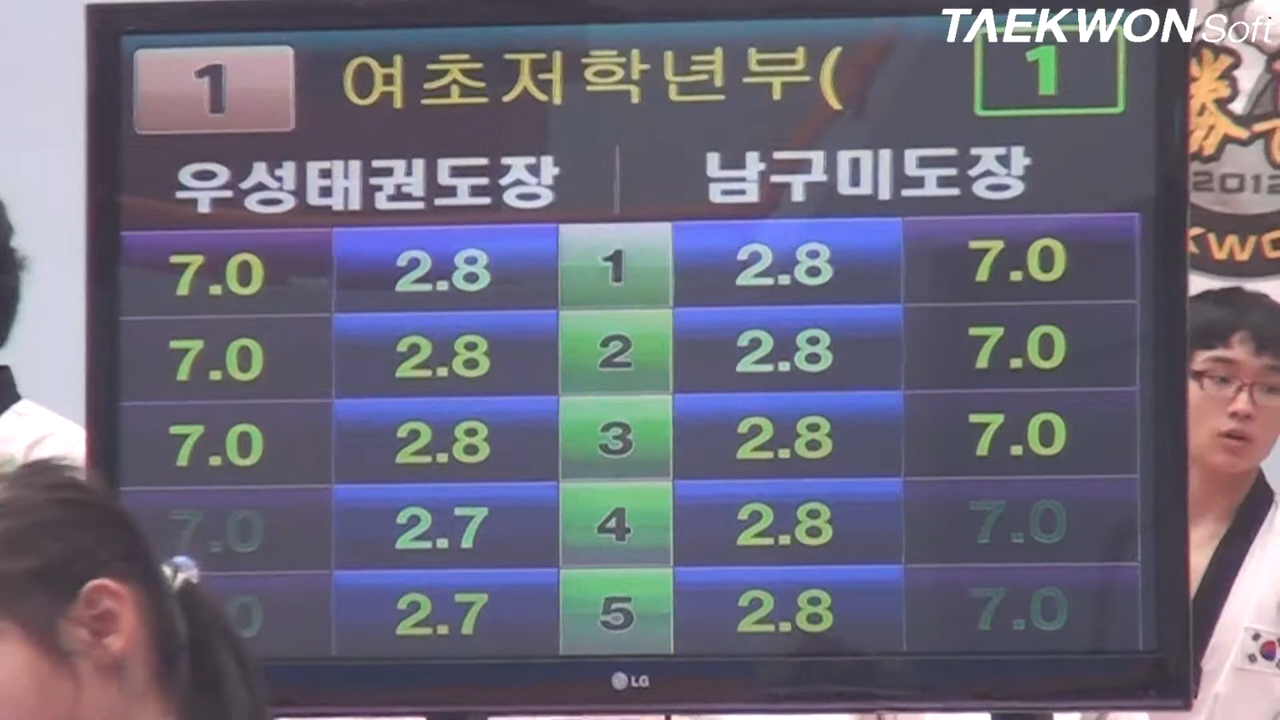 TAEKWON Soft
1 여초저학년부( 1
우성태권도장 남구미도장
7.0 2.8 1 2.8 7.0
7.0 2.8 2 2.8 7.0
7.0 2.8 3 2.8 7.0
7.0 2.7 4 2.8 7.0
0 2.7 5 2.8 7.0
LG
勝
2012
KWO